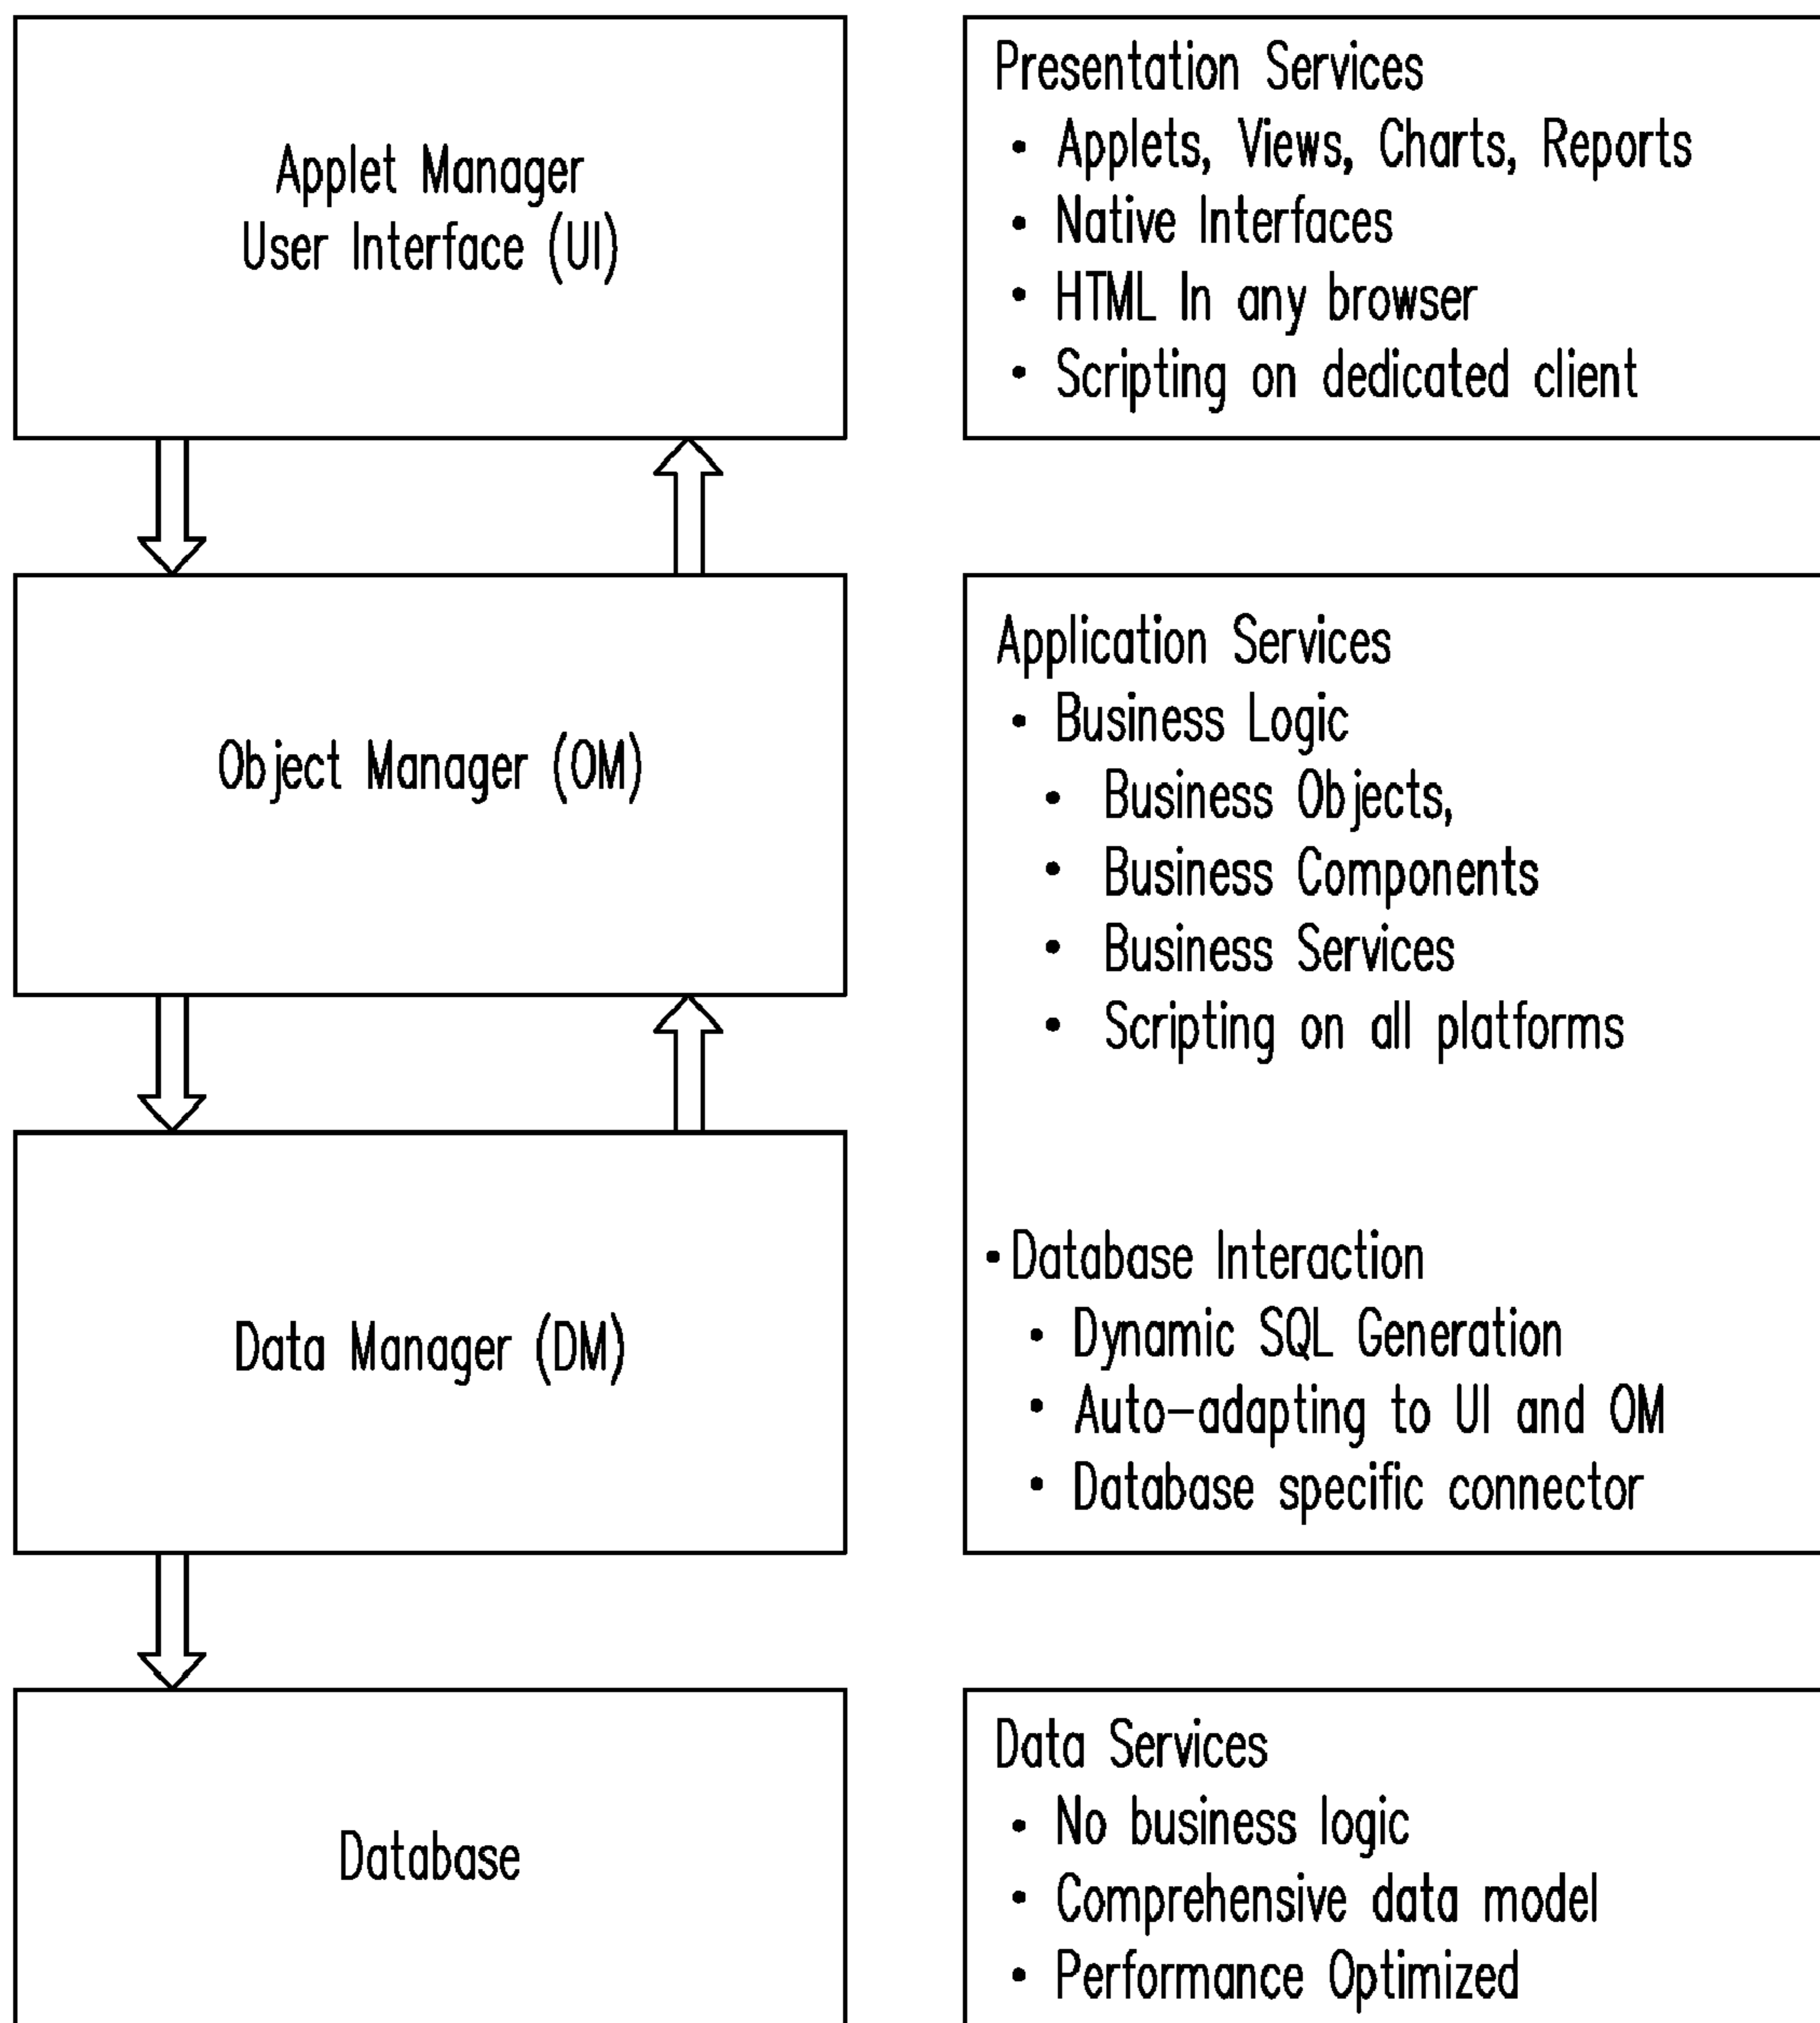 Applet Manager
User Interface (UI)
Presentation Services
• Applets, Views, Charts, Reports
• Native Interfaces
• HTML In any browser
• Scripting on dedicated client
Object Manager (OM)
Application Services
• Business Logic
• Business Objects,
• Business Components
• Business Services
• Scripting on all platforms
Data Manager (DM)
• Database Interaction
• Dynamic SQL Generation
• Auto-adapting to UI and OM
• Database specific connector
Database
Data Services
• No business logic
• Comprehensive data model
• Performance Optimized